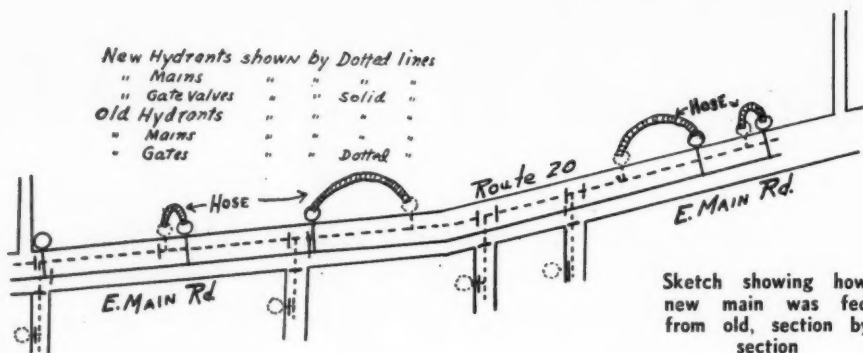 New Hydrants shown by Dotted lines
" Mains " " " "
" Gate Valves " " Solid "
Old Hydrants " " " "
" Mains " " " "
" Gates " " Dotted "
HOSE
Route 20
E. MAIN RD.
HOSE
E. MAIN Rd
Sketch showing how
new main was fed
from old, section by
section